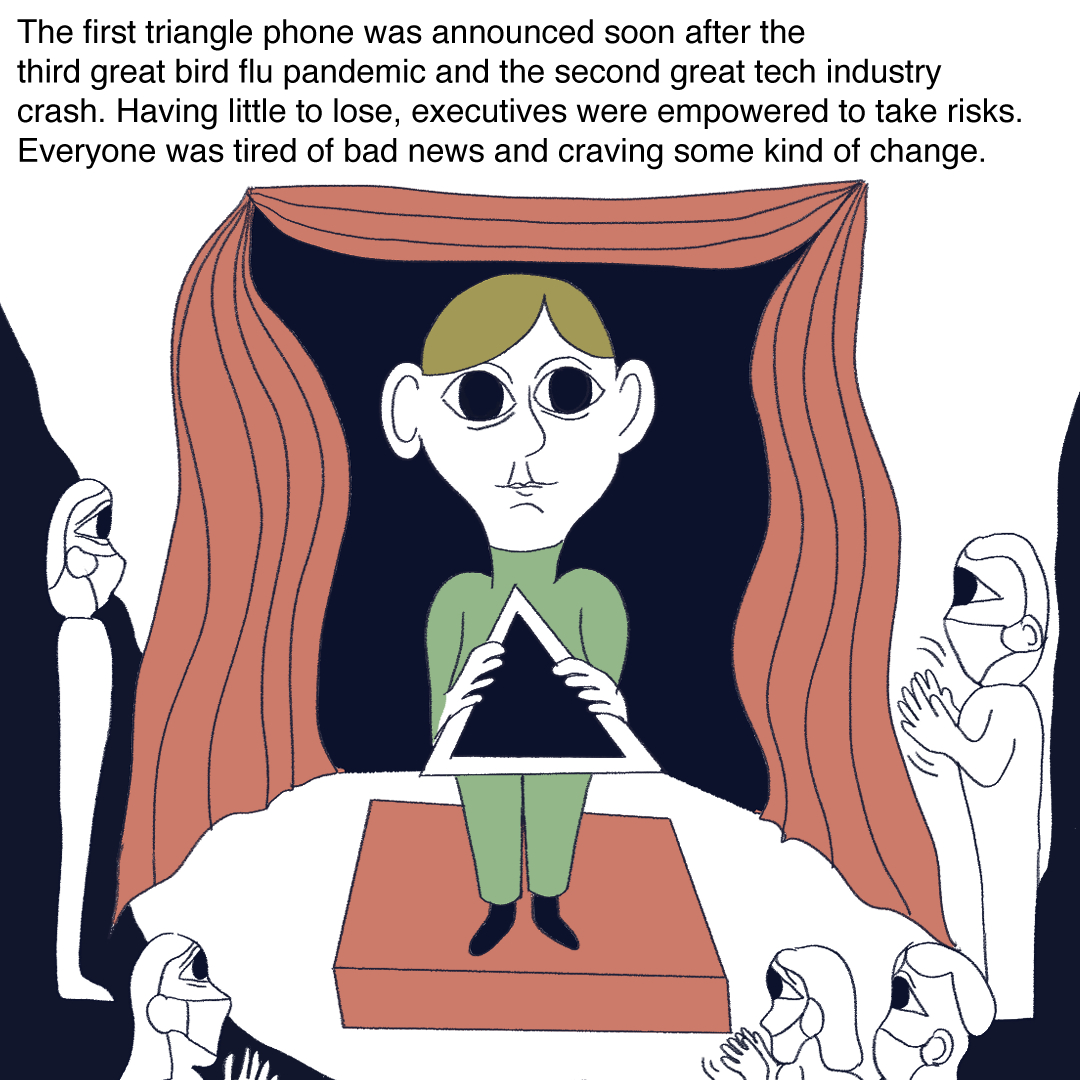 The first triangle phone was announced soon after the
third great bird flu pandemic and the second great tech industry
crash. Having little to lose, executives were empowered to take risks.
Everyone was tired of bad news and craving some kind of change.